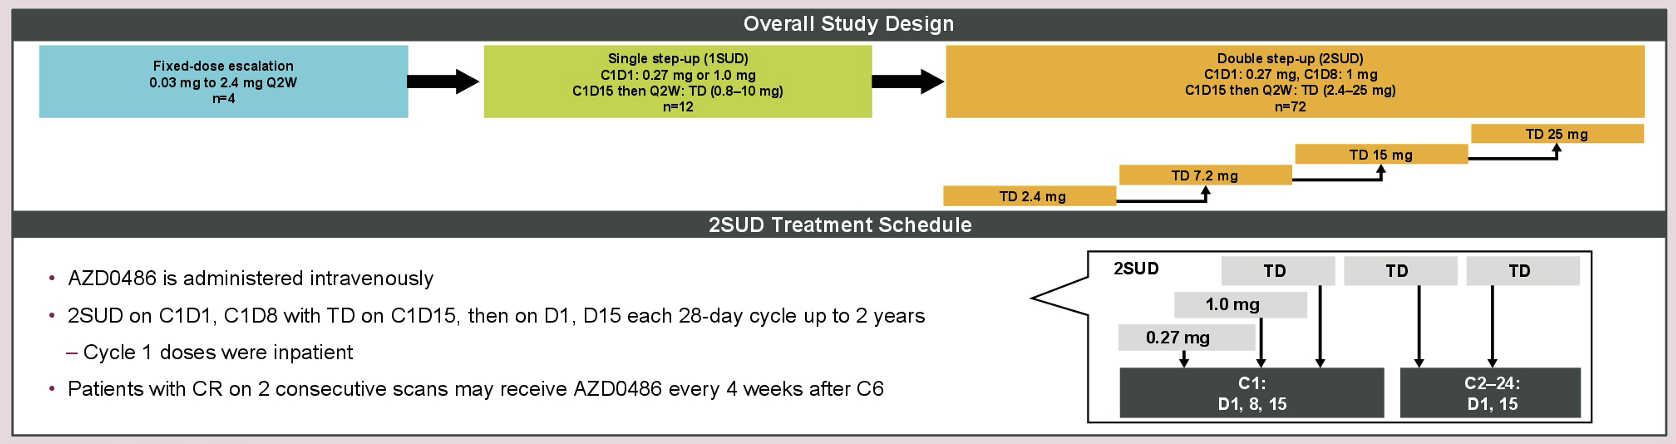 Overall Study Design
Fixed-dose escalation
0.03 mg to 2.4 mg Q2W
n=4
Single step-up (1SUD)
C1D1: 0.27 mg or 1.0 mg
C1D15 then Q2W: TD (0.8–10 mg)
n=12
Double step-up (2SUD)
C1D1: 0.27 mg, C1D8: 1 mg
C1D15 then Q2W: TD (2.4–25 mg)
n=72
TD 25 mg
TD 15 mg
TD 7.2 mg
TD 2.4 mg
2SUD Treatment Schedule
• AZD0486 is administered intravenously
• 2SUD on C1D1, C1D8 with TD on C1D15, then on D1, D15 each 28-day cycle up to 2 years
– Cycle 1 doses were inpatient
• Patients with CR on 2 consecutive scans may receive AZD0486 every 4 weeks after C6
2SUD
TD
TD
TD
1.0 mg
0.27 mg
C1:
D1, 8, 15
C2–24:
D1, 15